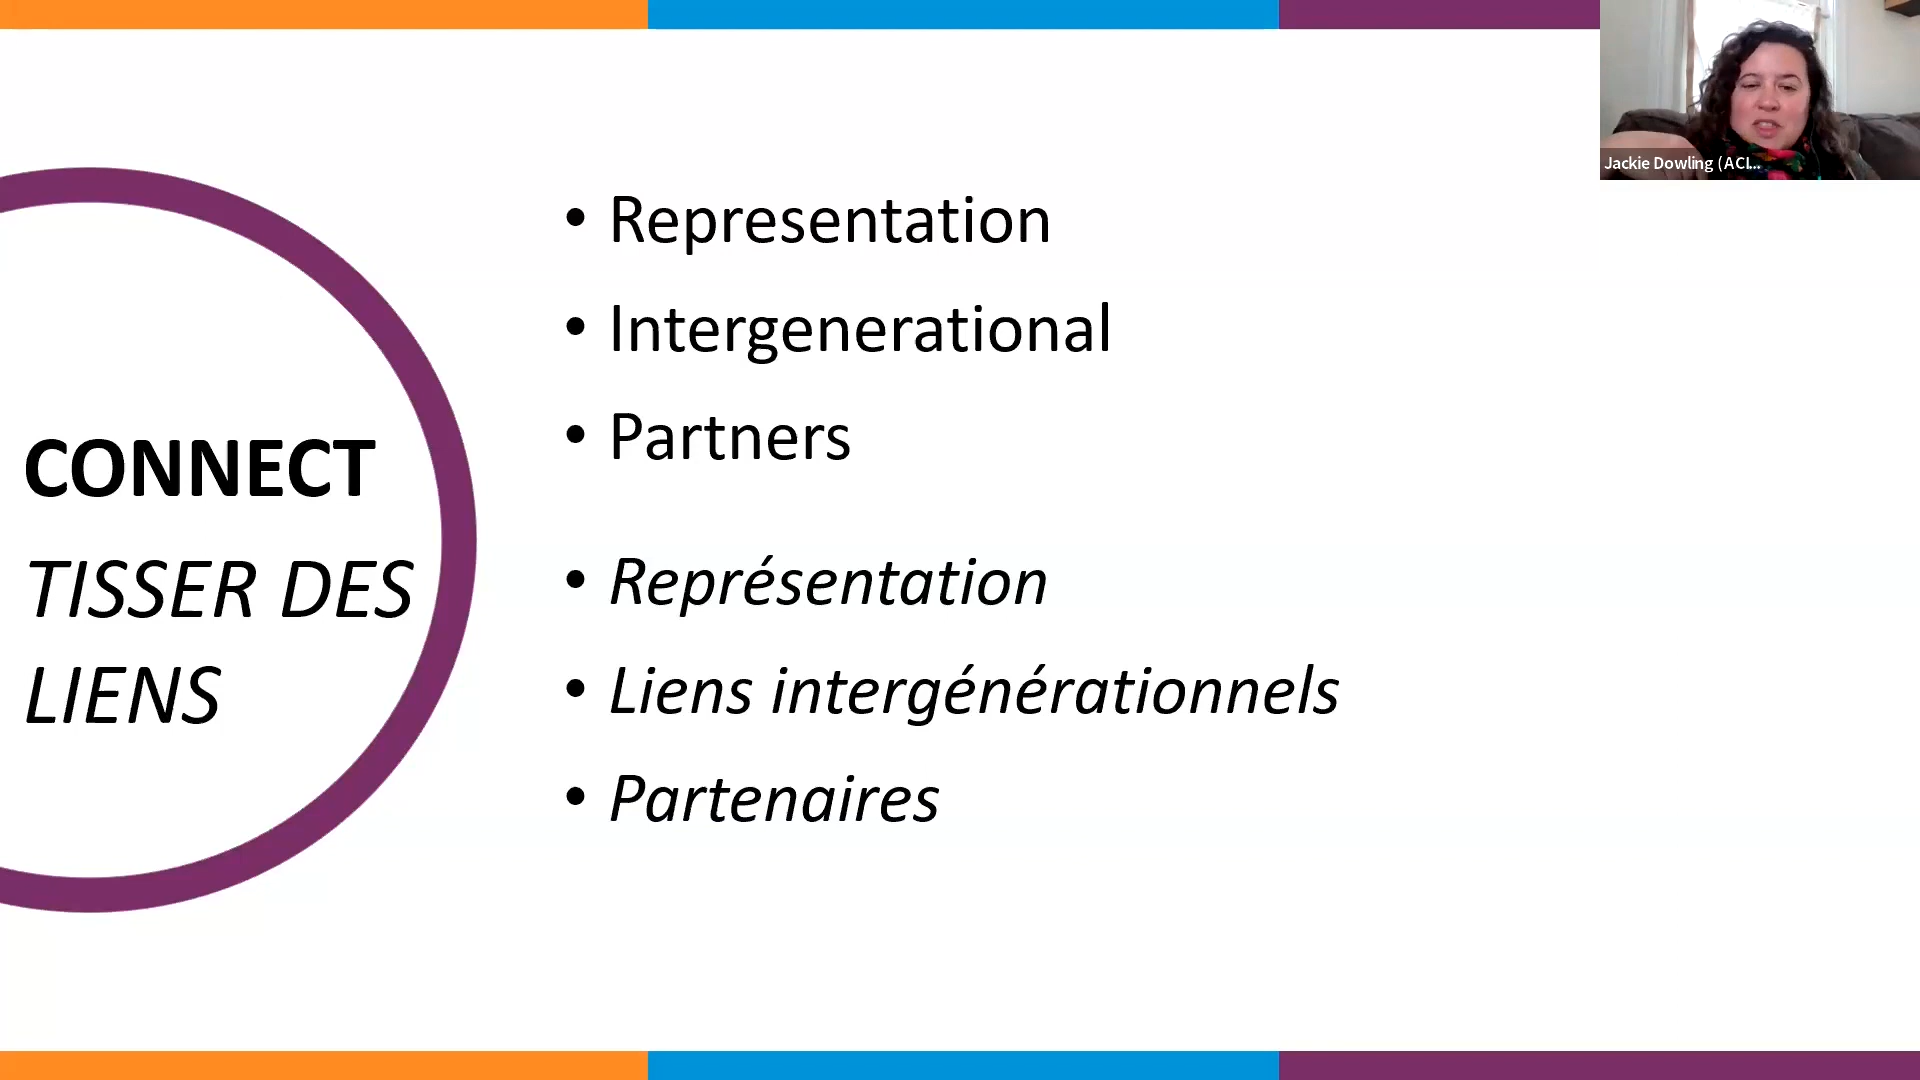 CONNECT
TISSER DES
LIENS
• Representation
• Intergenerational
• Partners
• Représentation
• Liens intergénérationnels
• Partenaires
Jackie Dowling (ACI...